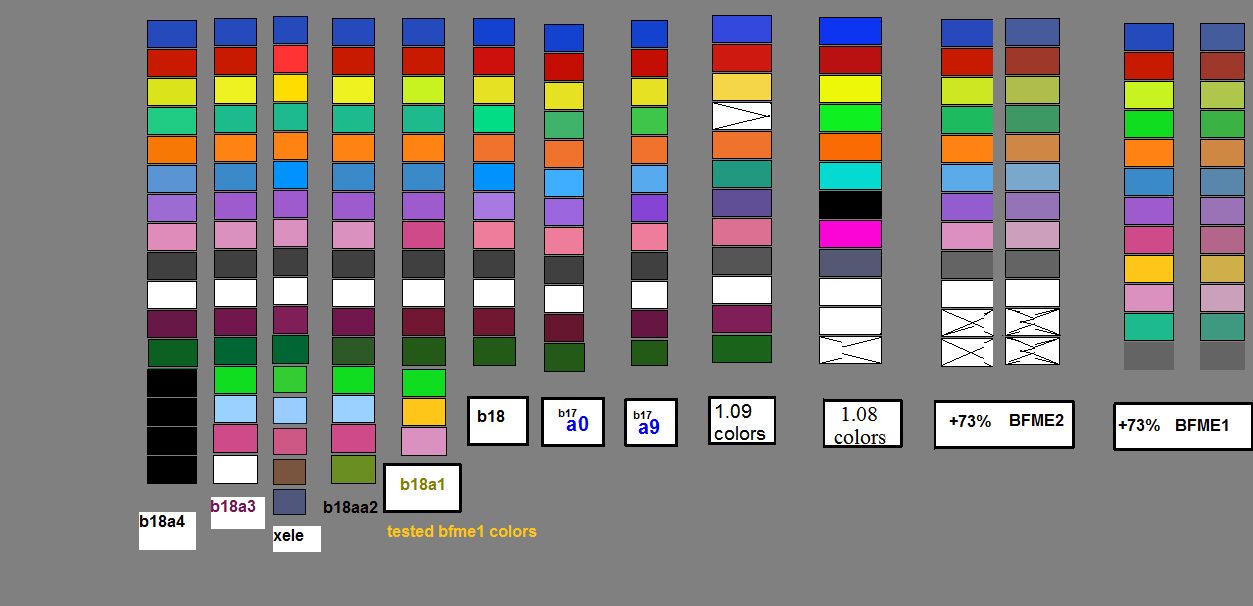 b18a4
b18a3
xele
b18aa2
b18a1
tested bfme1 colors
b18
b17
a0
b17
a9
1.09
colors
1.08
colors
+73% BFME2
+73% BFME1